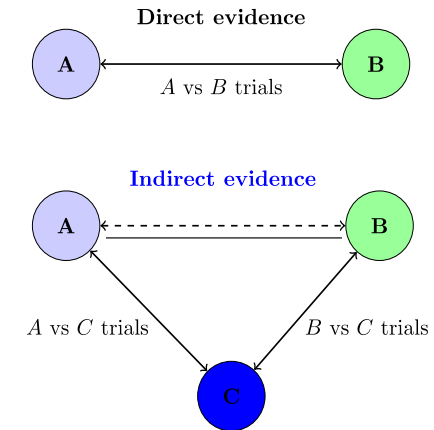 Direct evidence
A
B
A vs B trials
Indirect evidence
A
B
A vs C trials
B vs C trials
C